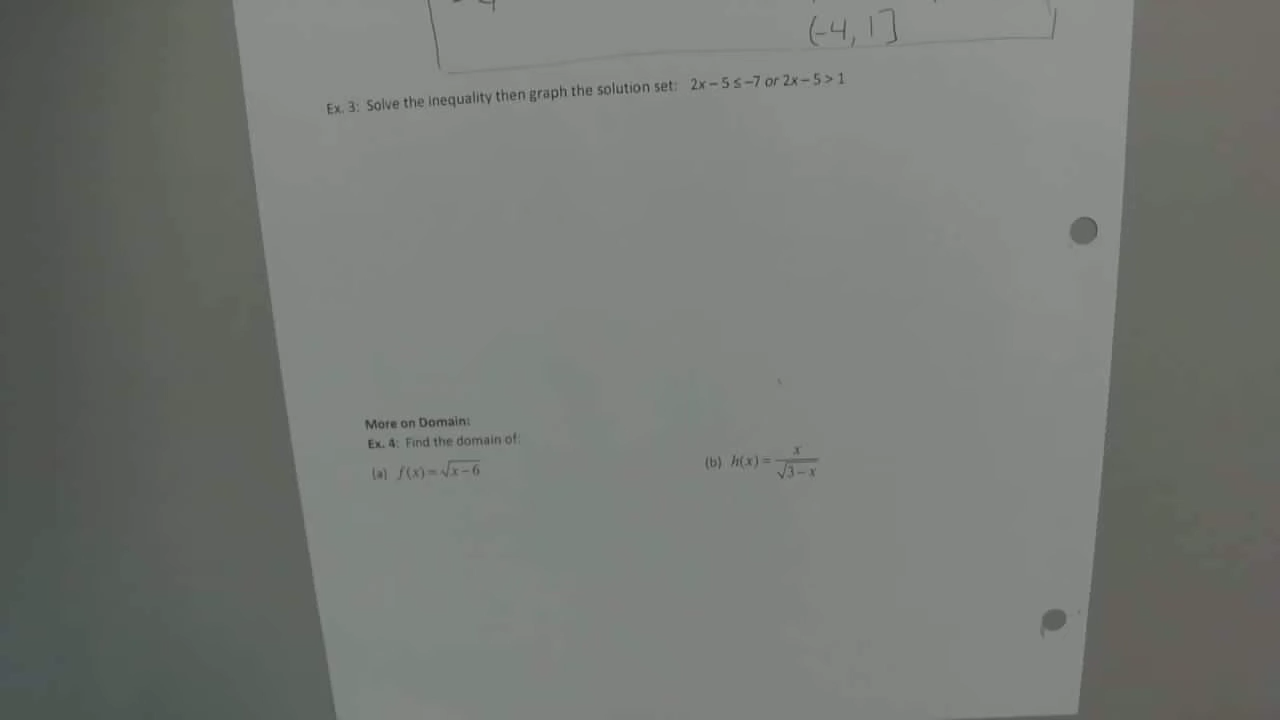 (-4, 1]
Ex. 3: Solve the inequality then graph the solution set: 2x – 5 ≤ –7 or 2x – 5 > 1
More on Domain:
Ex. 4: Find the domain of:
(a) f(x) = √x−6 (b) h(x) = x/√3−x